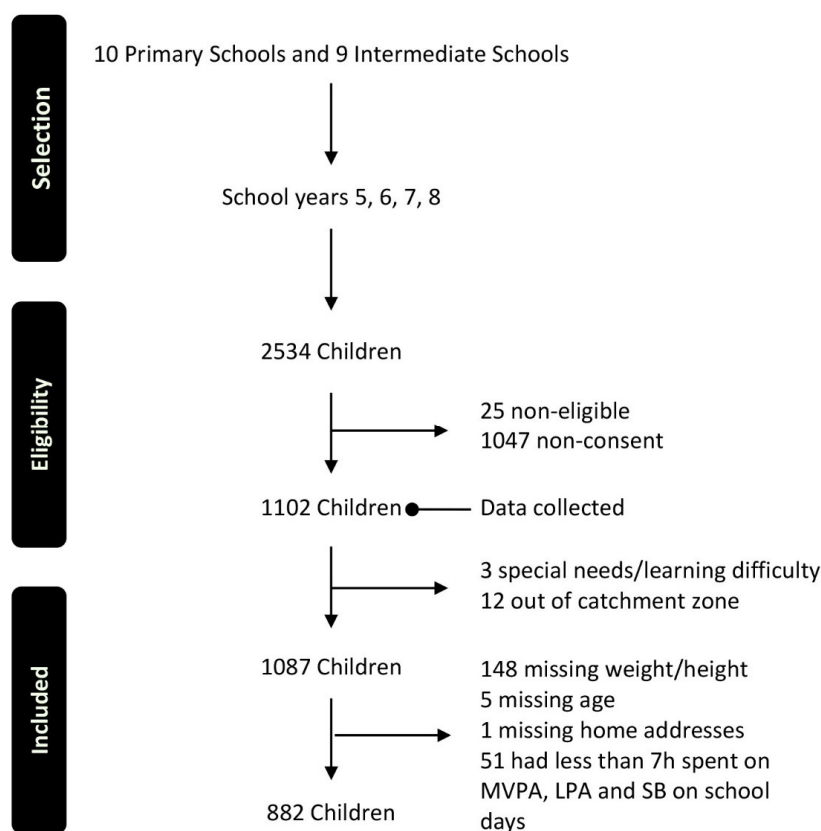 Selection
10 Primary Schools and 9 Intermediate Schools
School years 5, 6, 7, 8
Eligibility
2534 Children
25 non-eligible
1047 non-consent
1102 Children
Data collected
3 special needs/learning difficulty
12 out of catchment zone
Included
1087 Children
148 missing weight/height
5 missing age
1 missing home addresses
51 had less than 7h spent on
MVPA, LPA and SB on school
days
882 Children